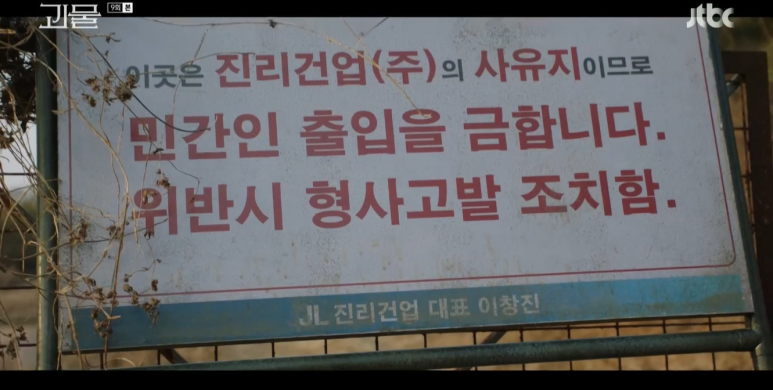 괴물 9회 본
jtbc
이곳은 진리건업(주)의 사유지이므로
민간인 출입을 금합니다.
위반시 형사고발 조치함.
JL 진리건업 대표 이창진